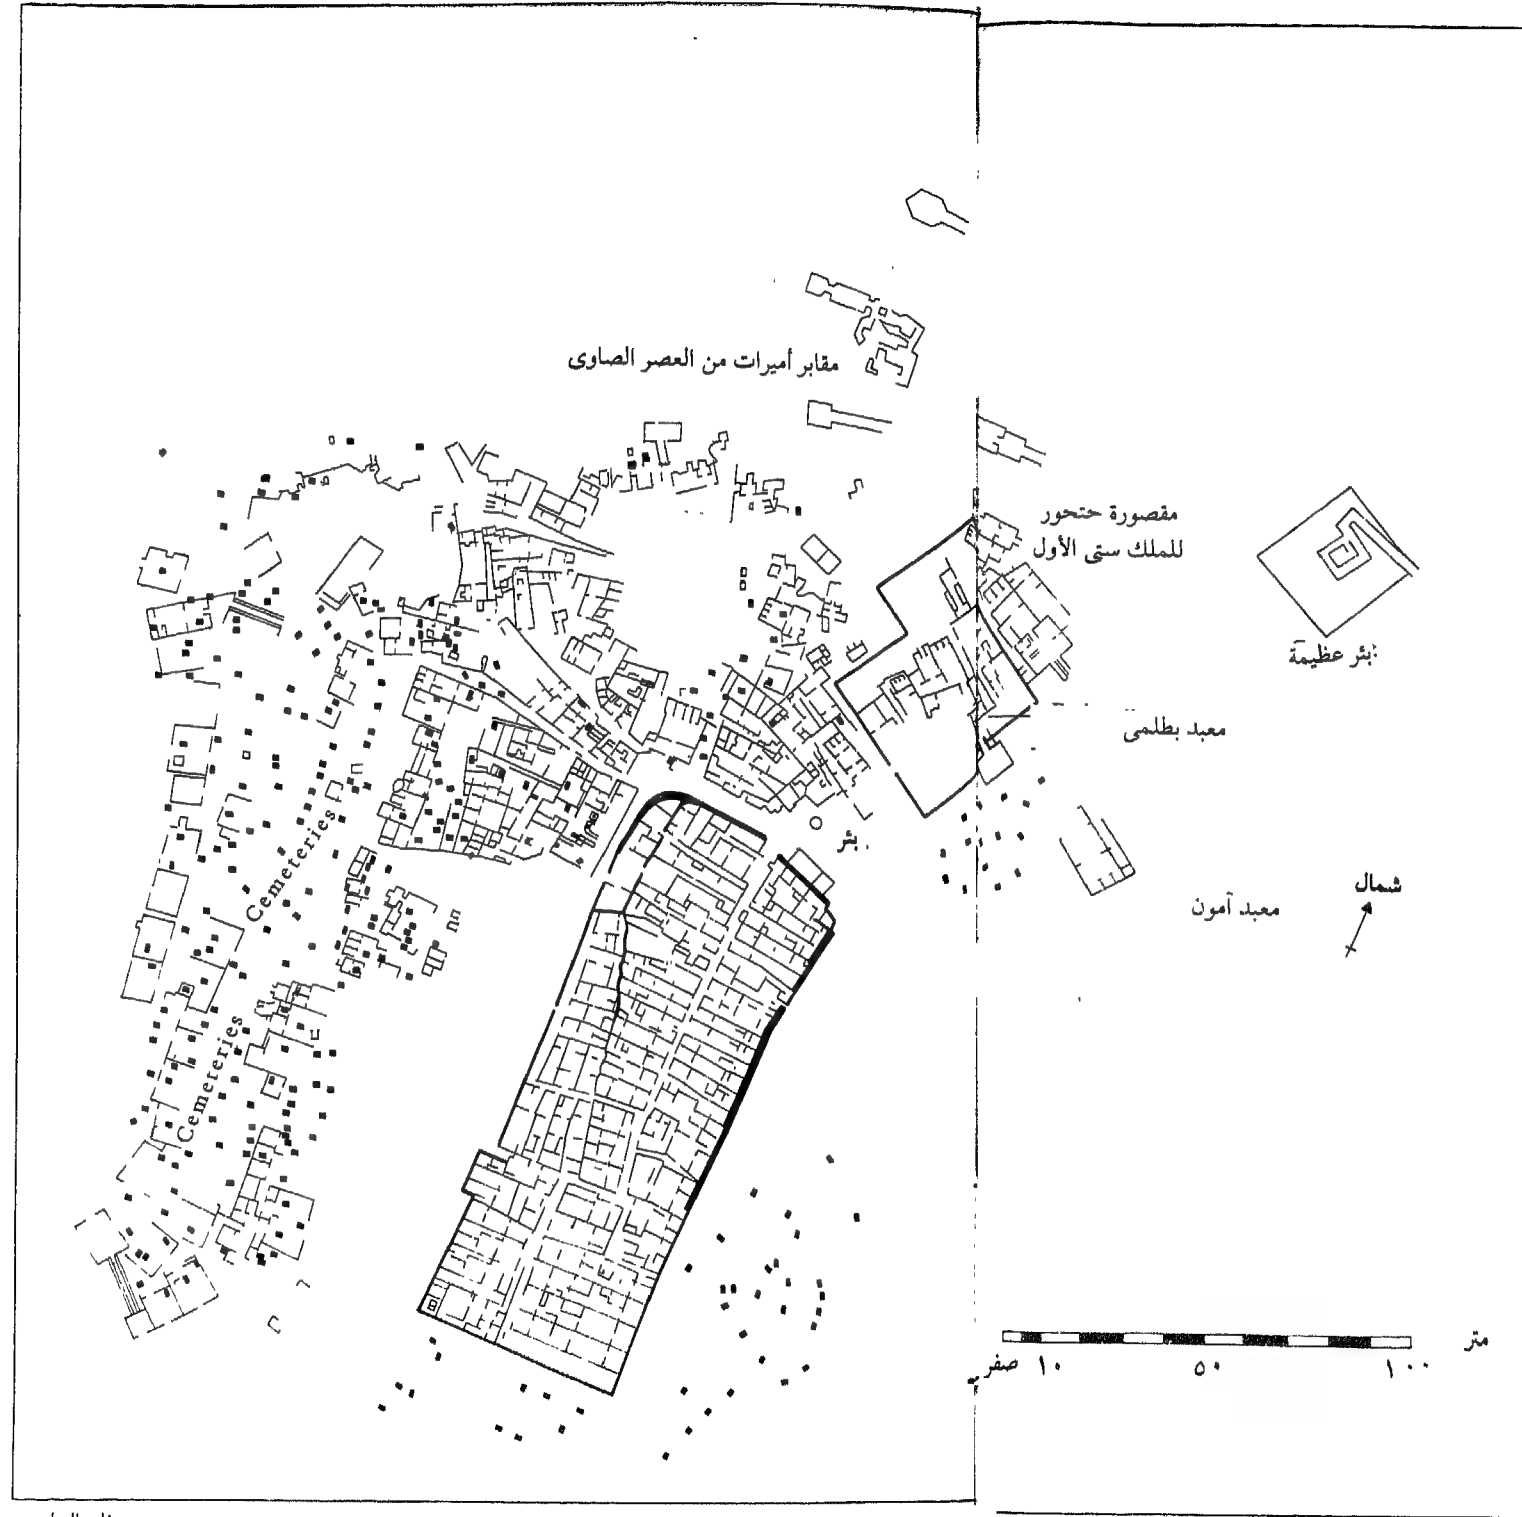 مقابر أميرات من العصر الصاوى
مقصورة حتحور
للملك ستى الأول
بئر عظيمة
معبد بطلمى
بئر
معبد آمون
شمال
Cemeteries
Cemeteries
متر
صفر ١٠ ٥٠ ١٠٠